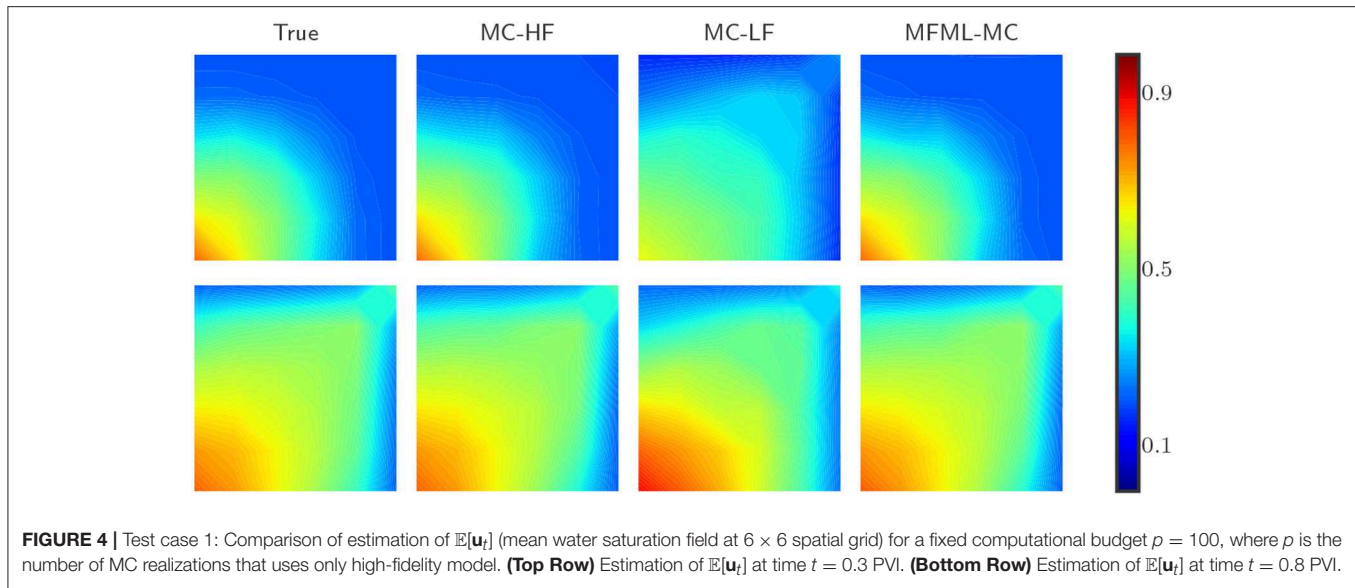 True MC-HF MC-LF MFML-MC
0.9
0.5
0.1
FIGURE 4 | Test case 1: Comparison of estimation of 𝔼[uₜ] (mean water saturation field at 6 × 6 spatial grid) for a fixed computational budget p = 100, where p is the
number of MC realizations that uses only high-fidelity model. (Top Row) Estimation of 𝔼[uₜ] at time t = 0.3 PVI. (Bottom Row) Estimation of 𝔼[uₜ] at time t = 0.8 PVI.